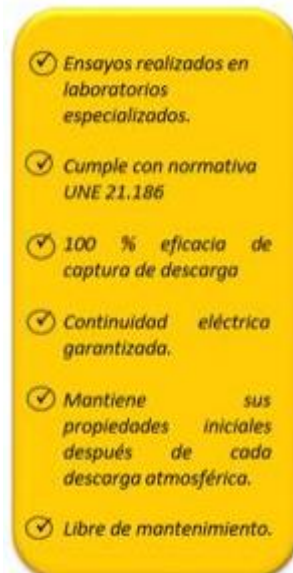 Ensayos realizados en
laboratorios
especializados.
Cumple con normativa
UNE 21.186
100 % eficacia de
captura de descarga
Continuidad eléctrica
garantizada.
Mantiene sus
propiedades iniciales
después de cada
descarga atmosférica.
Libre de mantenimiento.